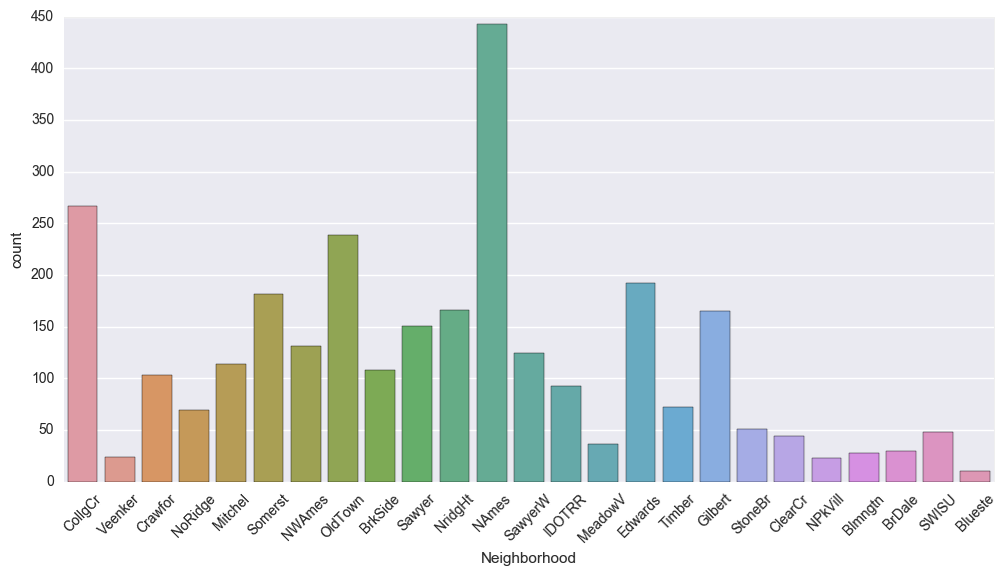 450
400
350
300
250
200
150
100
50
0
count
CollgCr
Veenker
Crawfor
NoRidge
Mitchel
Somerst
NWAmes
OldTown
BrkSide
Sawyer
NridgHt
NAmes
SawyerW
IDOTRR
MeadowV
Edwards
Timber
Gilbert
StoneBr
ClearCr
NPkVill
Blmngtn
BrDale
SWISU
Blueste
Neighborhood